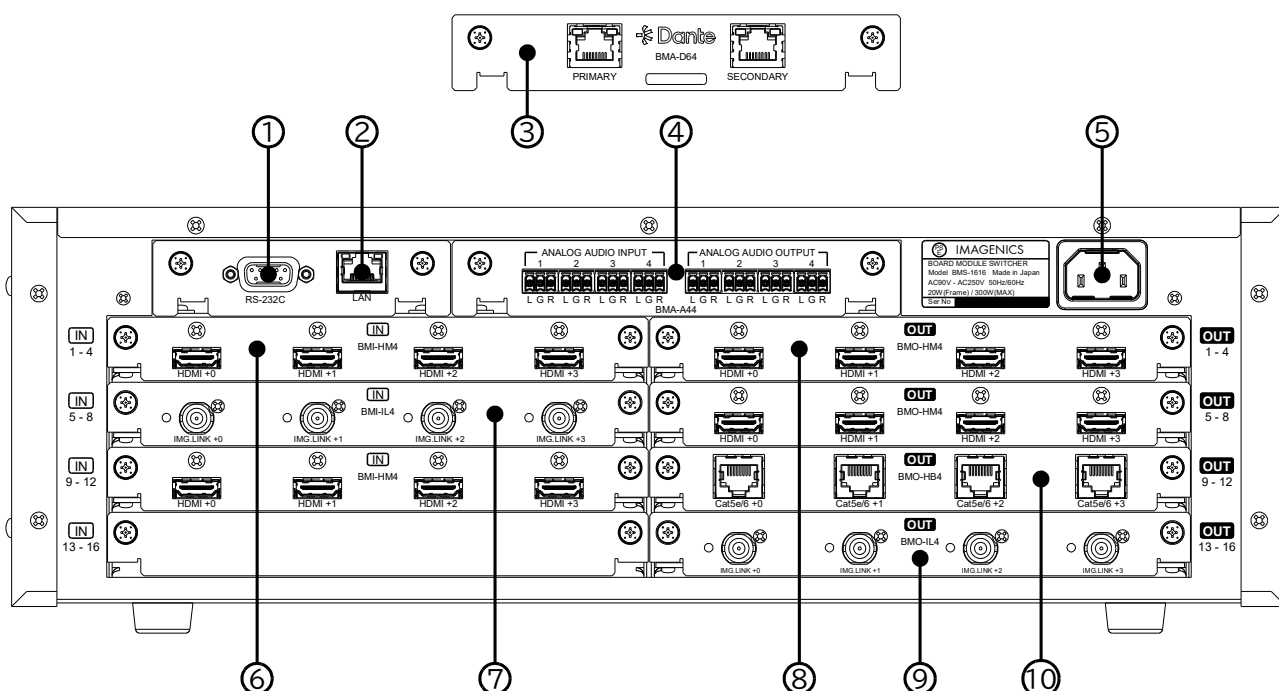 Dante
BMA-D64
PRIMARY
SECONDARY
③
① ② ④ ⑤
ANALOG AUDIO INPUT
1 2 3 4
L G R L G R L G R L G R
ANALOG AUDIO OUTPUT
1 2 3 4
L G R L G R L G R L G R
BMA-A44
RS-232C
LAN
IMAGENICS
BOARD MODULE SWITCHER
Model BMS-1616 Made in Japan
AC90V - AC250V 50Hz/60Hz
20W(Frame) / 300W(MAX)
Ser No
IN
1 - 4
IN
BMI-HM4
HDMI +0 HDMI +1 HDMI +2 HDMI +3
OUT
BMO-HM4
HDMI +0 HDMI +1 HDMI +2 HDMI +3
OUT
1 - 4
IN
5 - 8
IN
BMI-IL4
IMG.LINK +0 IMG.LINK +1 IMG.LINK +2 IMG.LINK +3
OUT
BMO-HM4
HDMI +0 HDMI +1 HDMI +2 HDMI +3
OUT
5 - 8
IN
9 - 12
IN
BMI-HM4
HDMI +0 HDMI +1 HDMI +2 HDMI +3
OUT
BMO-HB4
Cat5e/6 +0 Cat5e/6 +1 Cat5e/6 +2 Cat5e/6 +3
OUT
9 - 12
IN
13 - 16
OUT
BMO-IL4
IMG.LINK +0 IMG.LINK +1 IMG.LINK +2 IMG.LINK +3
OUT
13 - 16
⑥ ⑦ ⑧ ⑨ ⑩